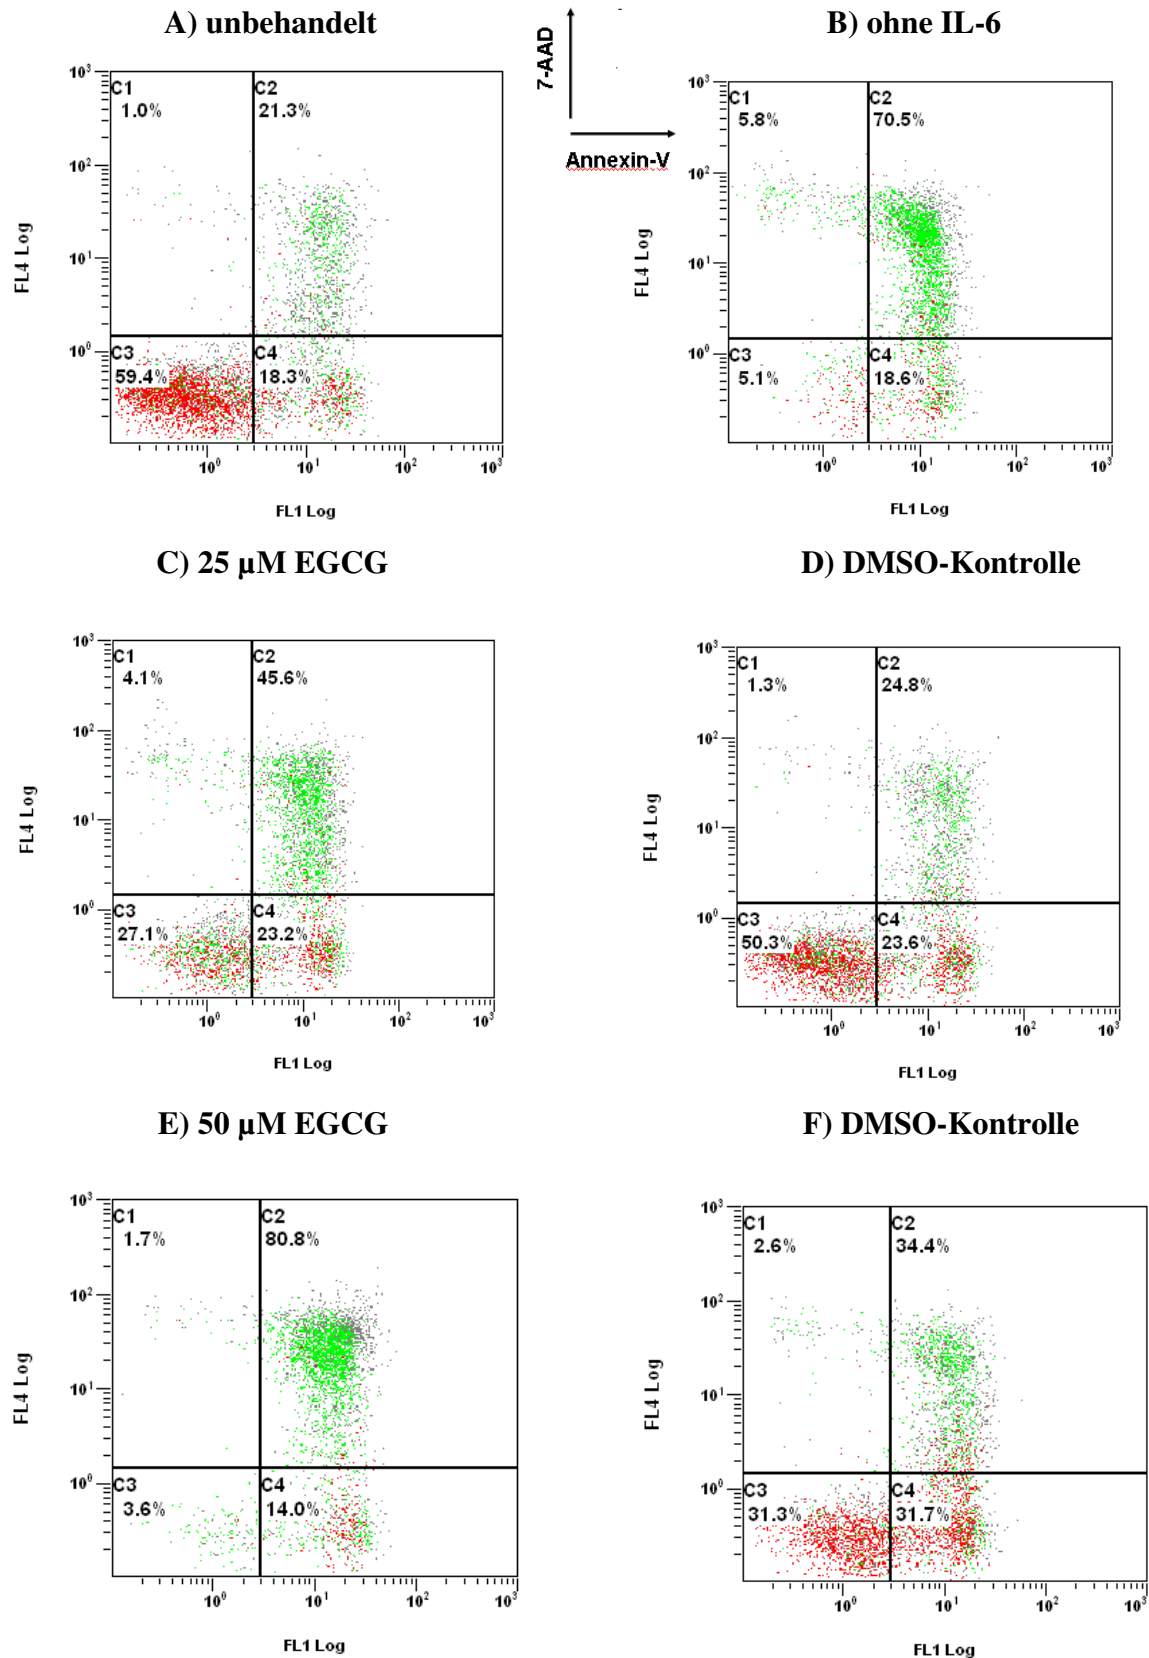 A) unbehandelt
7-AAD
Annexin-V
B) ohne IL-6
10³
C1
1.0%
C2
21.3%
10²
10¹
10⁰
C3
59.4%
C4
18.3%
FL4 Log
10⁰ 10¹ 10² 10³
FL1 Log
10³
C1
5.8%
C2
70.5%
10²
10¹
10⁰
C3
5.1%
C4
18.6%
FL4 Log
10⁰ 10¹ 10² 10³
FL1 Log
C) 25 µM EGCG
D) DMSO-Kontrolle
10³
C1
4.1%
C2
45.6%
10²
10¹
10⁰
C3
27.1%
C4
23.2%
FL4 Log
10⁰ 10¹ 10² 10³
FL1 Log
10³
C1
1.3%
C2
24.8%
10²
10¹
10⁰
C3
50.3%
C4
23.6%
FL4 Log
10⁰ 10¹ 10² 10³
FL1 Log
E) 50 µM EGCG
F) DMSO-Kontrolle
10³
C1
1.7%
C2
80.8%
10²
10¹
10⁰
C3
3.6%
C4
14.0%
FL4 Log
10⁰ 10¹ 10² 10³
FL1 Log
10³
C1
2.6%
C2
34.4%
10²
10¹
10⁰
C3
31.3%
C4
31.7%
FL4 Log
10⁰ 10¹ 10² 10³
FL1 Log